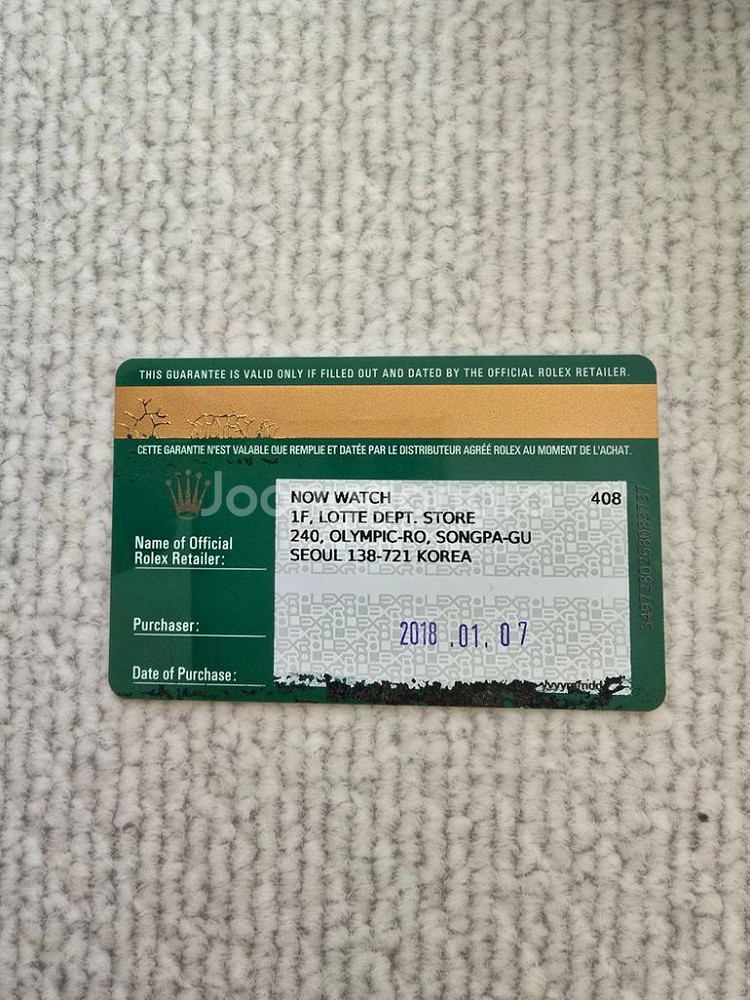 THIS GUARANTEE IS VALID ONLY IF FILLED OUT AND DATED BY THE OFFICIAL ROLEX RETAILER.
CETTE GARANTIE N'EST VALABLE QUE REMPLIE ET DATÉE PAR LE DISTRIBUTEUR AGRÉÉ ROLEX AU MOMENT DE L'ACHAT.
NOW WATCH 408
1F, LOTTE DEPT. STORE
240, OLYMPIC-RO, SONGPA-GU
SEOUL 138-721 KOREA
Name of Official
Rolex Retailer:
Purchaser:
2018 .01. 07
Date of Purchase: